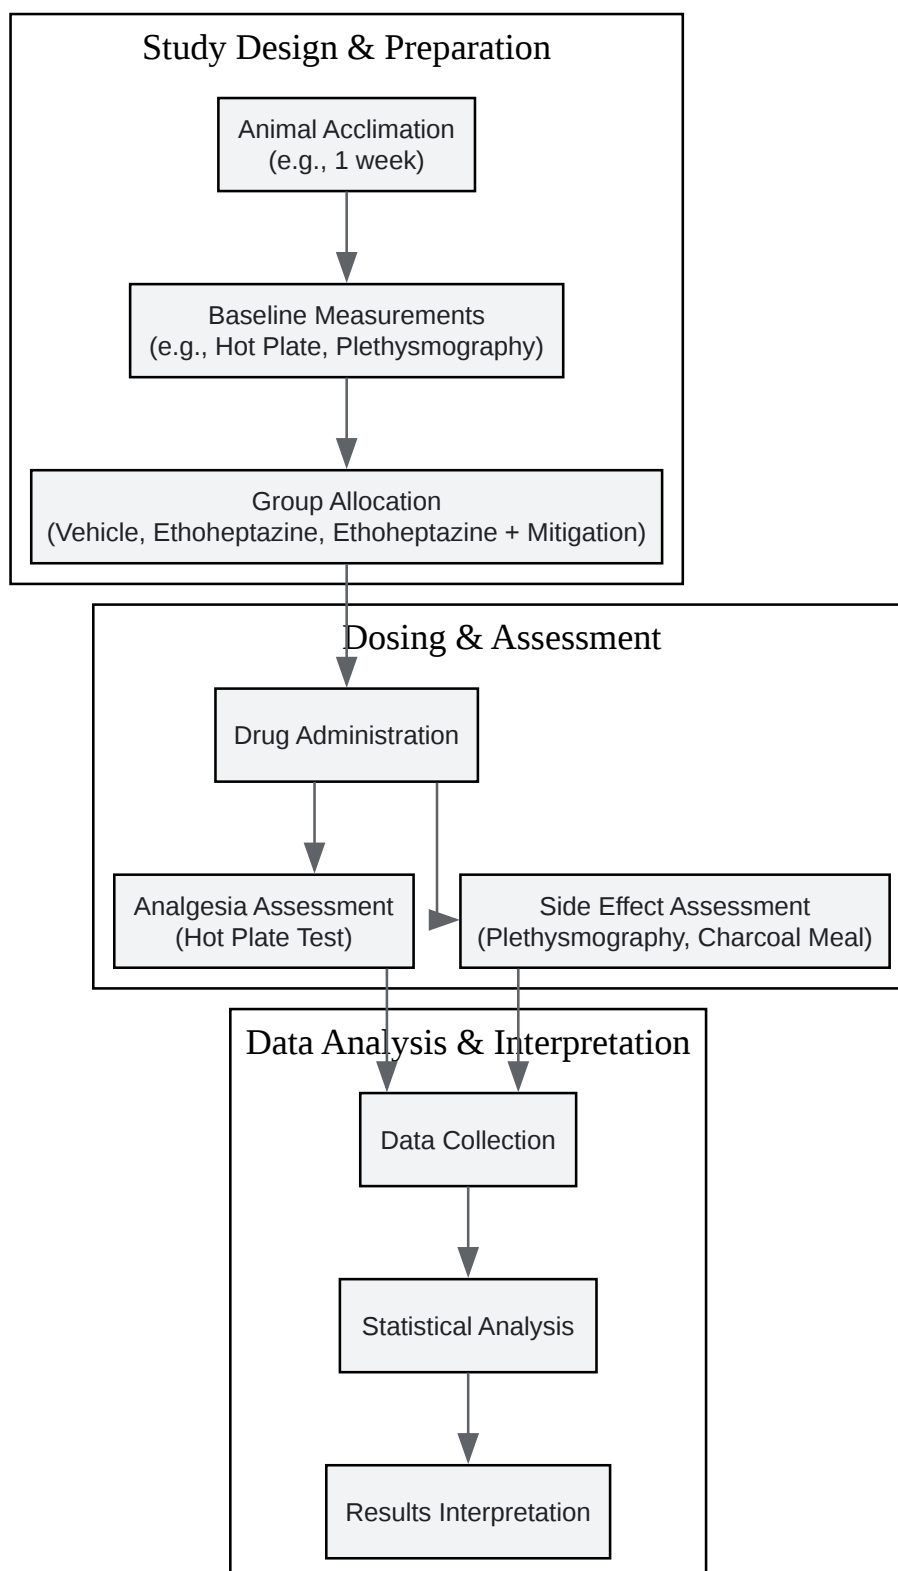 Study Design & Preparation
Animal Acclimation
(e.g., 1 week)
Baseline Measurements
(e.g., Hot Plate, Plethysmography)
Group Allocation
(Vehicle, Ethoheptazine, Ethoheptazine + Mitigation)
Dosing & Assessment
Drug Administration
Analgesia Assessment
(Hot Plate Test)
Side Effect Assessment
(Plethysmography, Charcoal Meal)
Data Analysis & Interpretation
Data Collection
Statistical Analysis
Results Interpretation